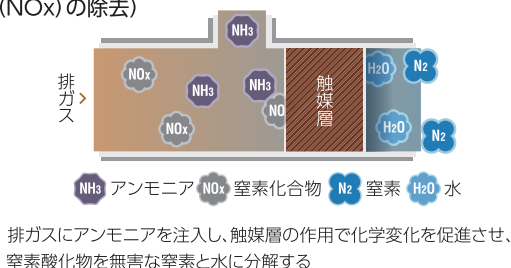 (NOx)の除去)
NH3
NOx
N2
H2O
NH3
NH3
排ガス
触媒層
NO
NOx
H2O
N2
NH3 アンモニア NOx 窒素化合物 N2 窒素 H2O 水
排ガスにアンモニアを注入し、触媒層の作用で化学変化を促進させ、
窒素酸化物を無害な窒素と水に分解する